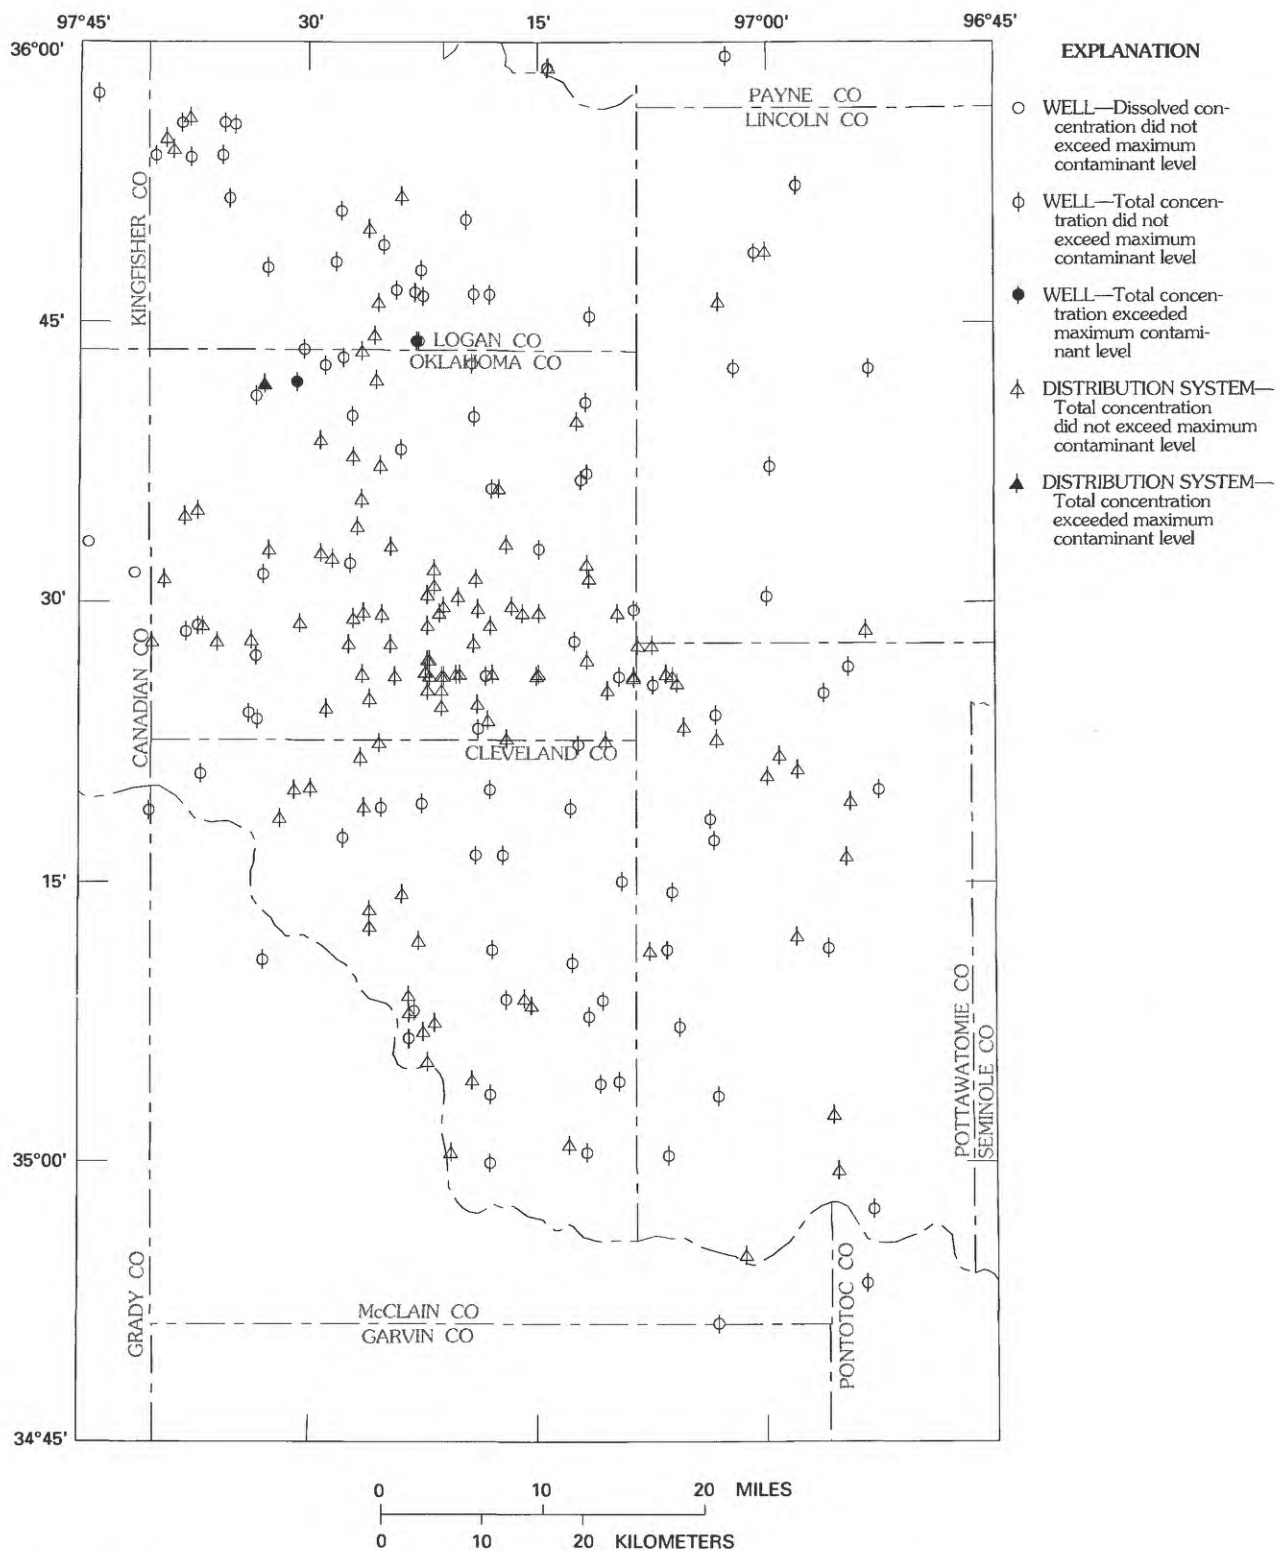 97°45'
30'
15'
97°00'
96°45'
36°00'
EXPLANATION
PAYNE CO
LINCOLN CO
WELL—Dissolved con-
centration did not
exceed maximum
contaminant level
KINGFISHER CO
WELL—Total concen-
tration did not
exceed maximum
contaminant level
WELL—Total concen-
tration exceeded
maximum contami-
nant level
45'
LOGAN CO
OKLAHOMA CO
DISTRIBUTION SYSTEM—
Total concentration
did not exceed maximum
contaminant level
DISTRIBUTION SYSTEM—
Total concentration
exceeded maximum
contaminant level
30'
CANADIAN CO
CLEVELAND CO
15'
POTTAWATOMIE CO
SEMINOLE CO
35°00'
GRADY CO
McCLAIN CO
GARVIN CO
PONTOTOC CO
34°45'
0 10 20 MILES
0 10 20 KILOMETERS